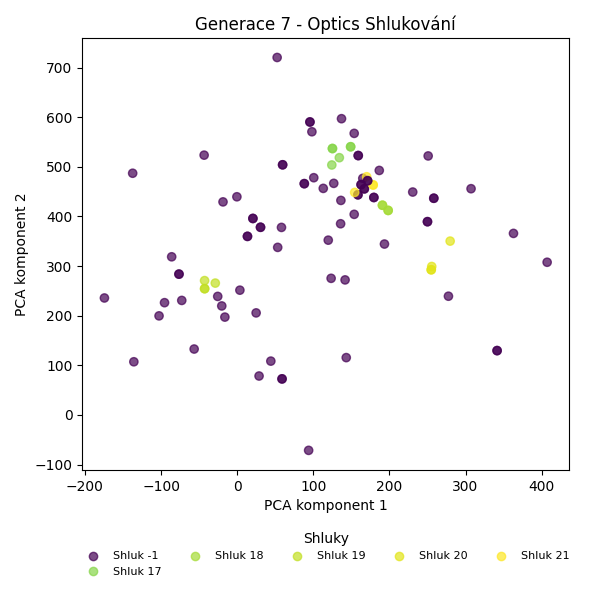 Generace 7 - Optics Shlukování
PCA komponent 2
700
600
500
400
300
200
100
0
−100
−200 −100 0 100 200 300 400
PCA komponent 1
Shluky
Shluk -1 Shluk 18 Shluk 19 Shluk 20 Shluk 21
Shluk 17